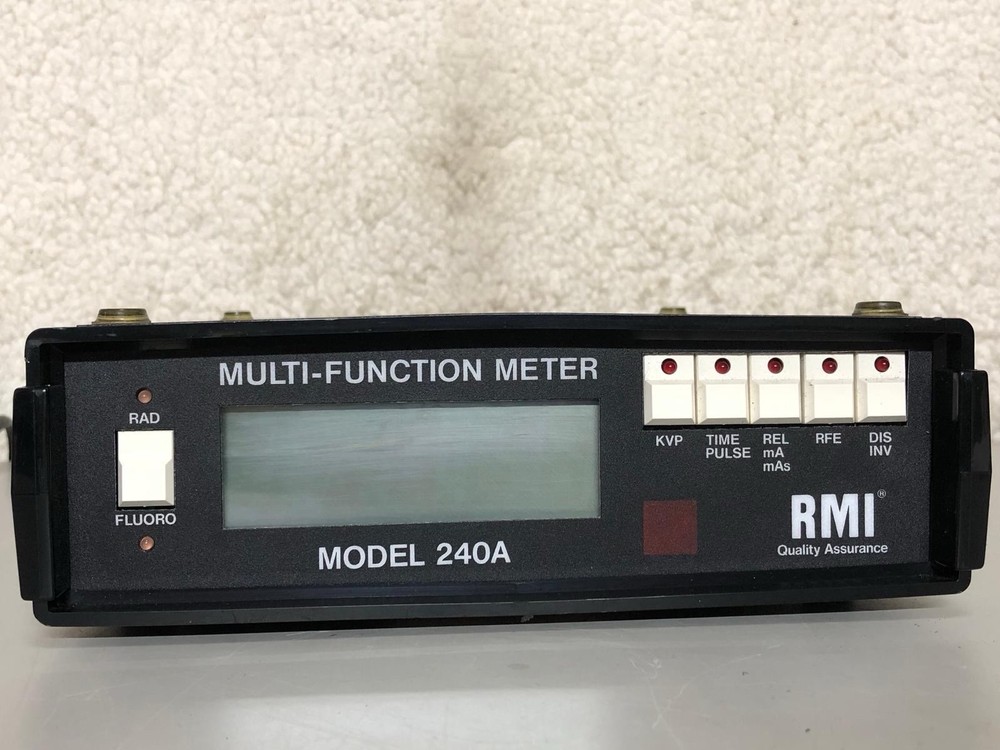 MULTI-FUNCTION METER
RAD
FLUORO
MODEL 240A
KVP
TIME
PULSE
REL
mA
mAs
RFE
DIS
INV
RMI®
Quality Assurance